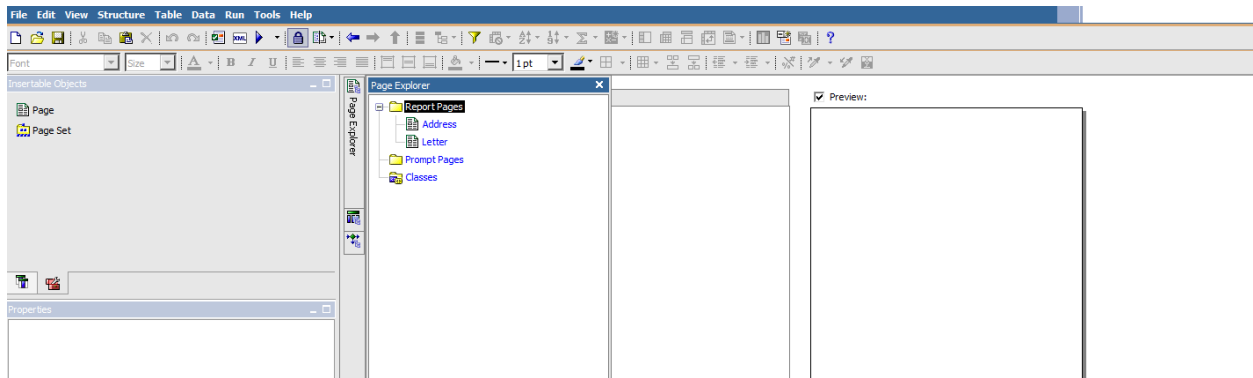 File Edit View Structure Table Data Run Tools Help
XML
?
Font Size A B I U 1 pt
Insertable Objects
Page
Page Set
Page Explorer
Page Explorer
Report Pages
Address
Letter
Prompt Pages
Classes
Preview:
Properties